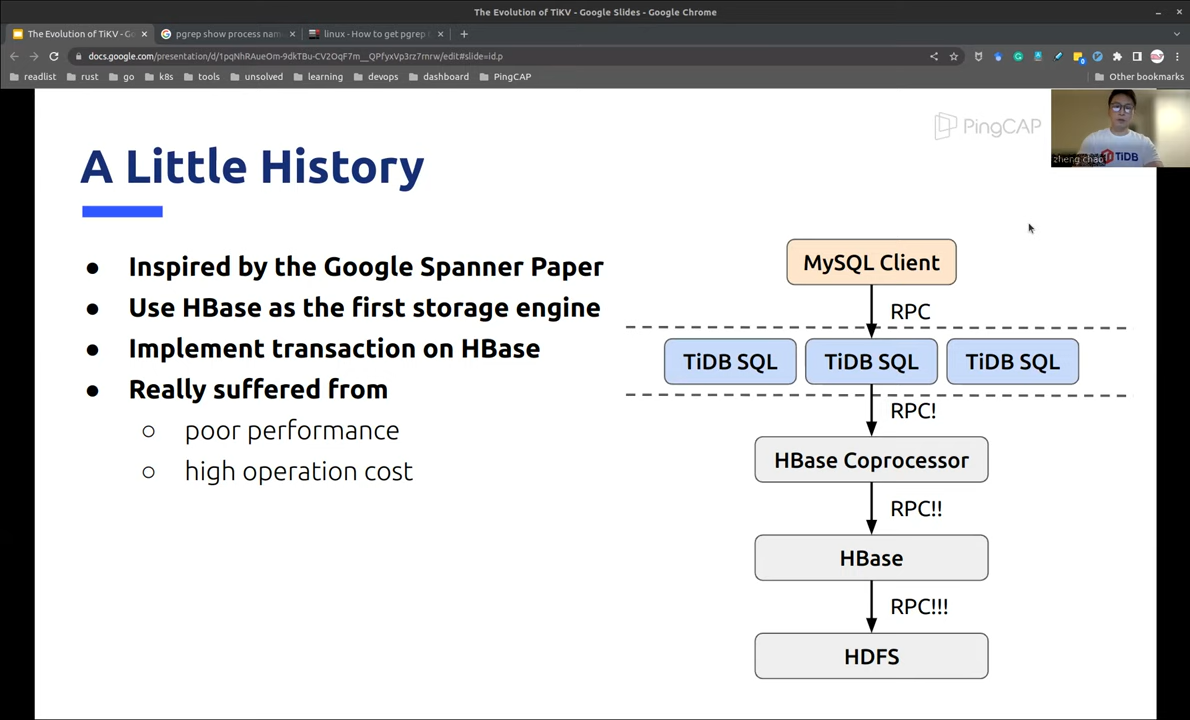 The Evolution of TiKV - Google Slides - Google Chrome
The Evolution of TiKV - Go
pgrep show process name
linux - How to get pgrep
docs.google.com/presentation/d/1pqNhRAueOm-9dkTBu-CV2OqF7m__QPfyxVp3rz7mrw/edit#slide=id.p
readlist rust go k8s tools unsolved learning devops dashboard PingCAP Other bookmarks
PingCAP
zheng chao
TiDB
A Little History
● Inspired by the Google Spanner Paper
● Use HBase as the first storage engine
● Implement transaction on HBase
● Really suffered from
○ poor performance
○ high operation cost
MySQL Client
RPC
TiDB SQL TiDB SQL TiDB SQL
RPC!
HBase Coprocessor
RPC!!
HBase
RPC!!!
HDFS